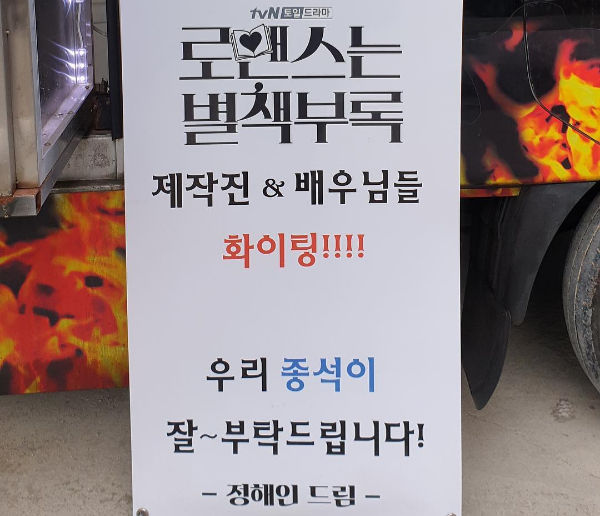 tvN 토일드라마
로맨스는
별책부록
제작진 & 배우님들
화이팅!!!!
우리 종석이
잘~부탁드립니다!
- 정해인 드림 -